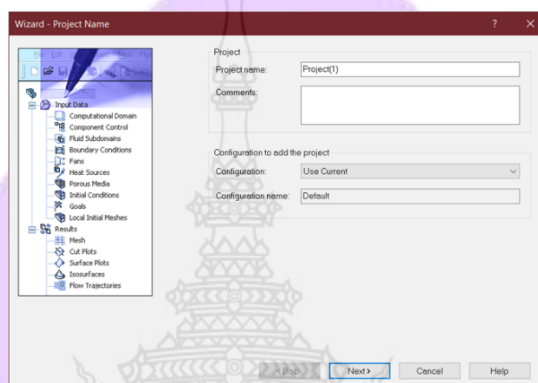 Wizard - Project Name
? ×
Project
Project name: Project(1)
Comments:
Input Data
Computational Domain
Component Control
Fluid Subdomains
Boundary Conditions
Fans
Heat Sources
Porous Media
Initial Conditions
Goals
Local Initial Meshes
Results
Mesh
Cut Plots
Surface Plots
Isosurfaces
Flow Trajectories
Configuration to add the project
Configuration: Use Current
Configuration name: Default
< Back Next > Cancel Help